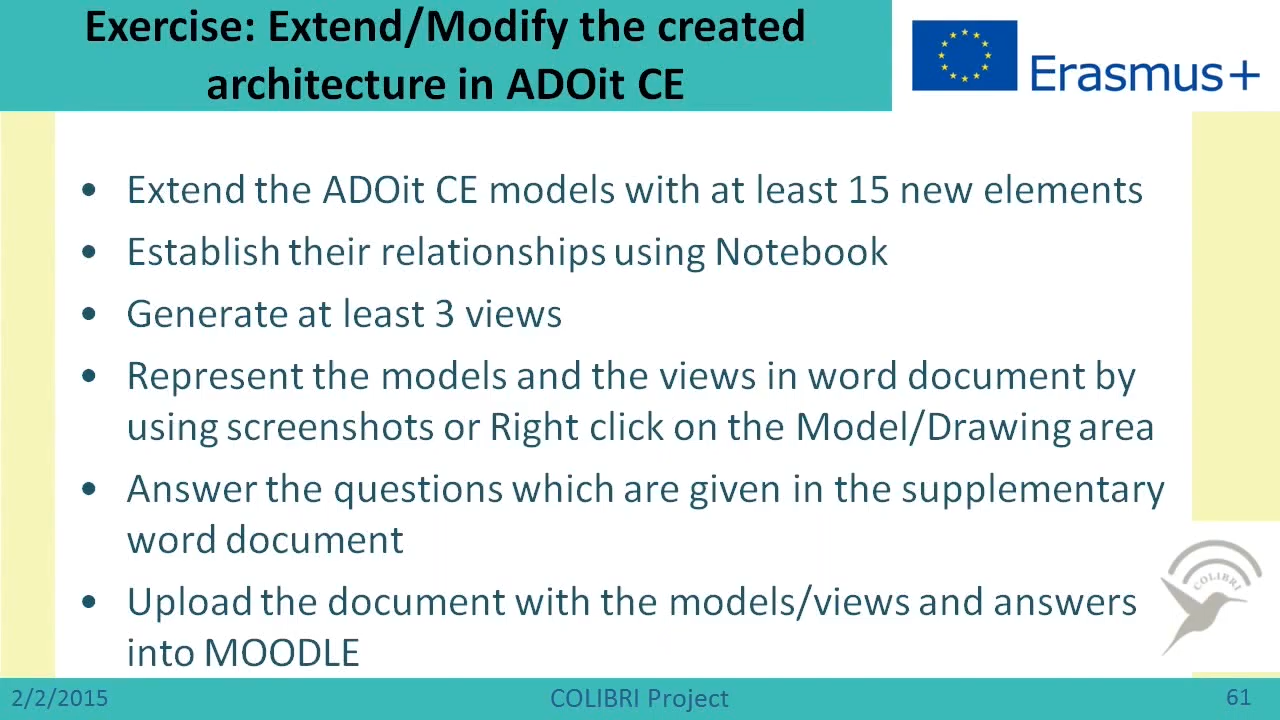 Exercise: Extend/Modify the created
architecture in ADOit CE
Erasmus+
• Extend the ADOit CE models with at least 15 new elements
• Establish their relationships using Notebook
• Generate at least 3 views
• Represent the models and the views in word document by
using screenshots or Right click on the Model/Drawing area
• Answer the questions which are given in the supplementary
word document
• Upload the document with the models/views and answers
into MOODLE
COLIBRI
2/2/2015
COLIBRI Project
61